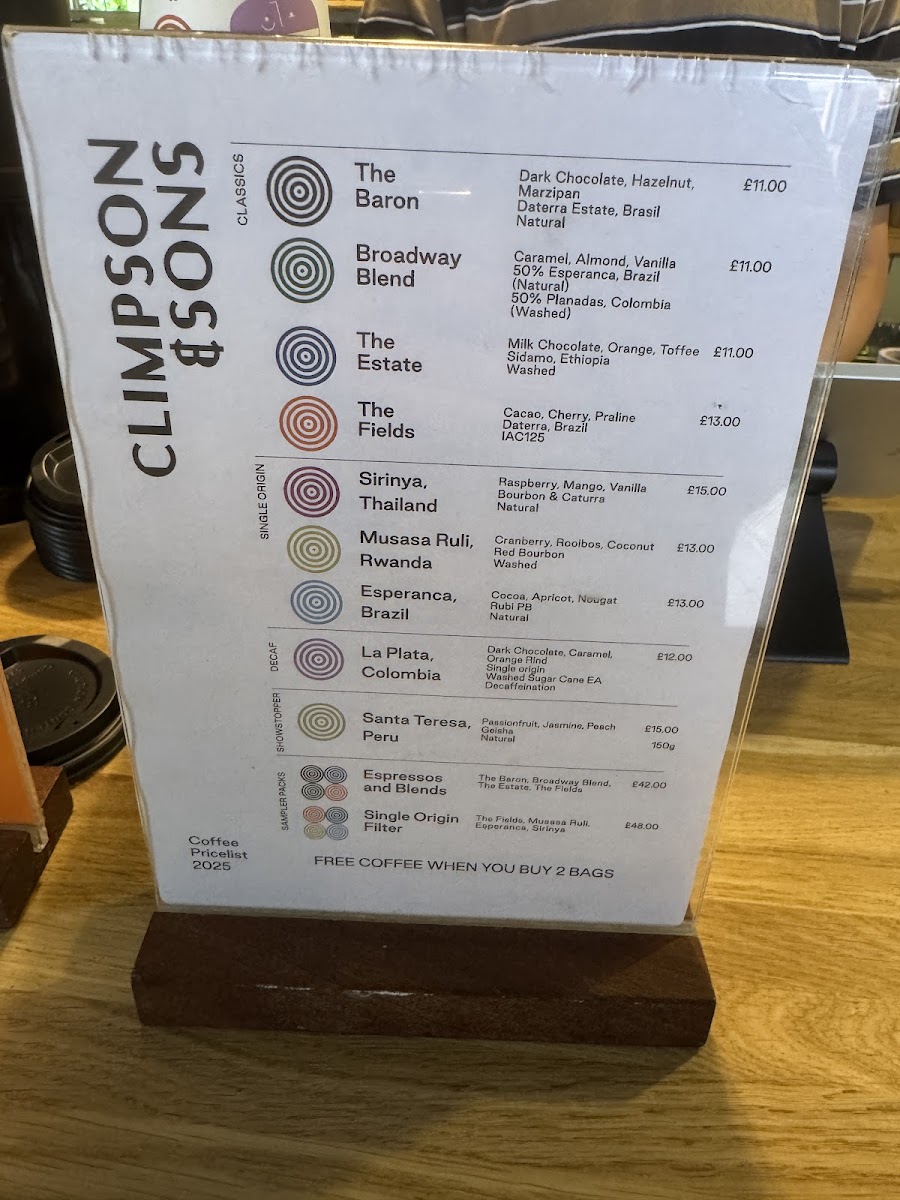 CLIMPSON
& SONS
CLASSICS
The
Baron
Dark Chocolate, Hazelnut,
Marzipan
Daterra Estate, Brasil
Natural
£11.00
Broadway
Blend
Caramel, Almond, Vanilla
50% Esperanca, Brazil
(Natural)
50% Planadas, Colombia
(Washed)
£11.00
The
Estate
Milk Chocolate, Orange, Toffee
Sidamo, Ethiopia
Washed
£11.00
The
Fields
Cacao, Cherry, Praline
Daterra, Brazil
IAC125
£13.00
SINGLE ORIGIN
Sirinya,
Thailand
Raspberry, Mango, Vanilla
Bourbon & Caturra
Natural
£15.00
Musasa Ruli,
Rwanda
Cranberry, Rooibos, Coconut
Red Bourbon
Washed
£13.00
Esperanca,
Brazil
Cocoa, Apricot, Nougat
Rubi PB
Natural
£13.00
DECAF
La Plata,
Colombia
Dark Chocolate, Caramel,
Orange Rind
Single origin
Washed Sugar Cane EA
Decaffeination
£12.00
SHOWSTOPPER
Santa Teresa,
Peru
Passionfruit, Jasmine, Peach
Geisha
Natural
£15.00
150g
SAMPLER PACKS
Espressos
and Blends
The Baron, Broadway Blend,
The Estate, The Fields
£42.00
Single Origin
Filter
The Fields, Musasa Ruli,
Esperanca, Sirinya
£48.00
Coffee
Pricelist
2025
FREE COFFEE WHEN YOU BUY 2 BAGS